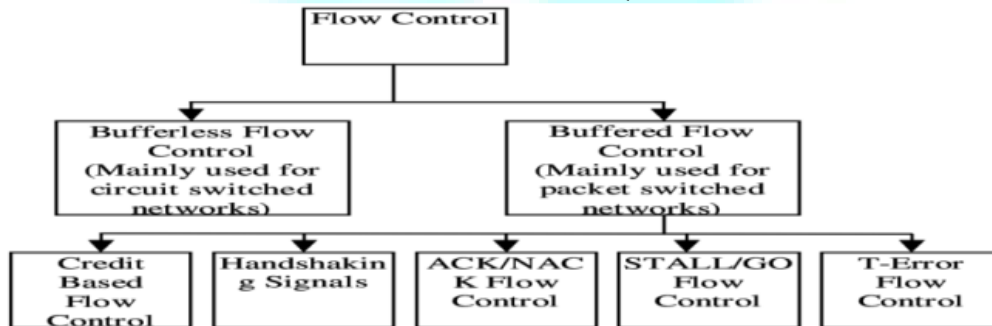 Flow Control
Bufferless Flow
Control
(Mainly used for
circuit switched
networks)
Buffered Flow
Control
(Mainly used for
packet switched
networks)
Credit
Based
Flow
Control
Handshakin
g Signals
ACK/NAC
K Flow
Control
STALL/GO
Flow
Control
T-Error
Flow
Control